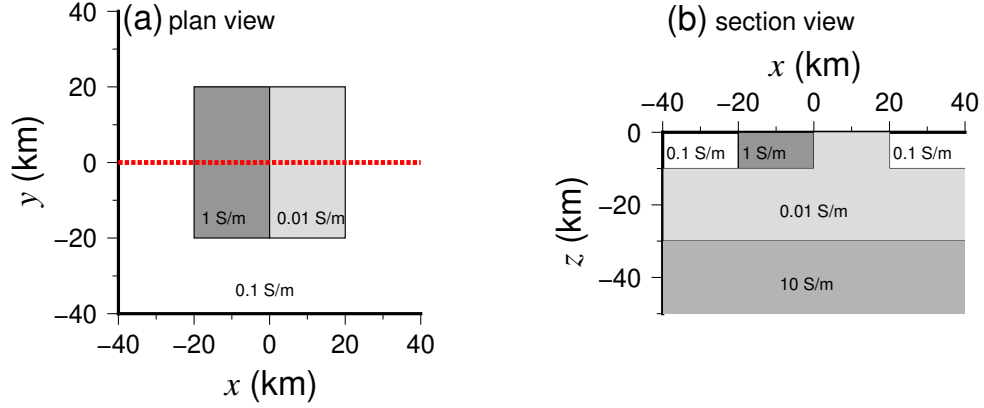 (a) plan view
40
20
0
−20
−40
y (km)
1 S/m 0.01 S/m
0.1 S/m
−40 −20 0 20 40
x (km)
(b) section view
x (km)
−40 −20 0 20 40
0
−20
−40
z (km)
0.1 S/m 1 S/m 0.1 S/m
0.01 S/m
10 S/m